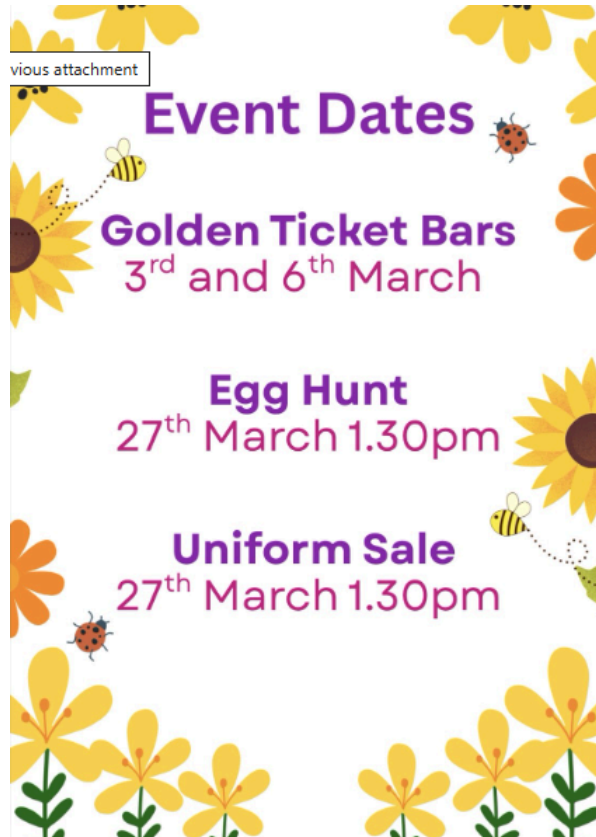 vious attachment
Event Dates
Golden Ticket Bars
3rd and 6th March
Egg Hunt
27th March 1.30pm
Uniform Sale
27th March 1.30pm